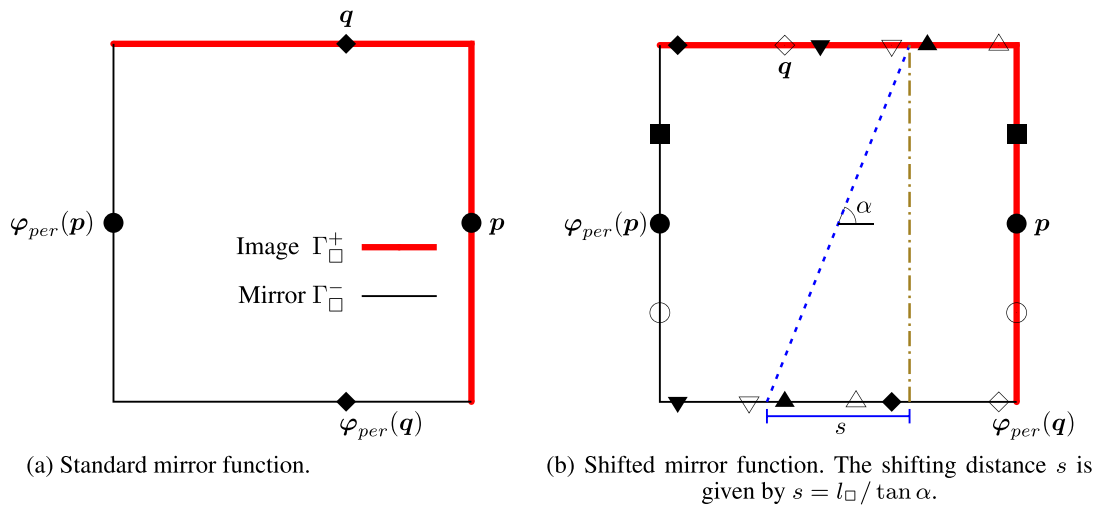 q
φ_per(p)
p
Image Γ□⁺
Mirror Γ□⁻
φ_per(q)
(a) Standard mirror function.
q
α
φ_per(p)
p
s
φ_per(q)
(b) Shifted mirror function. The shifting distance s is
given by s = l□/ tan α.